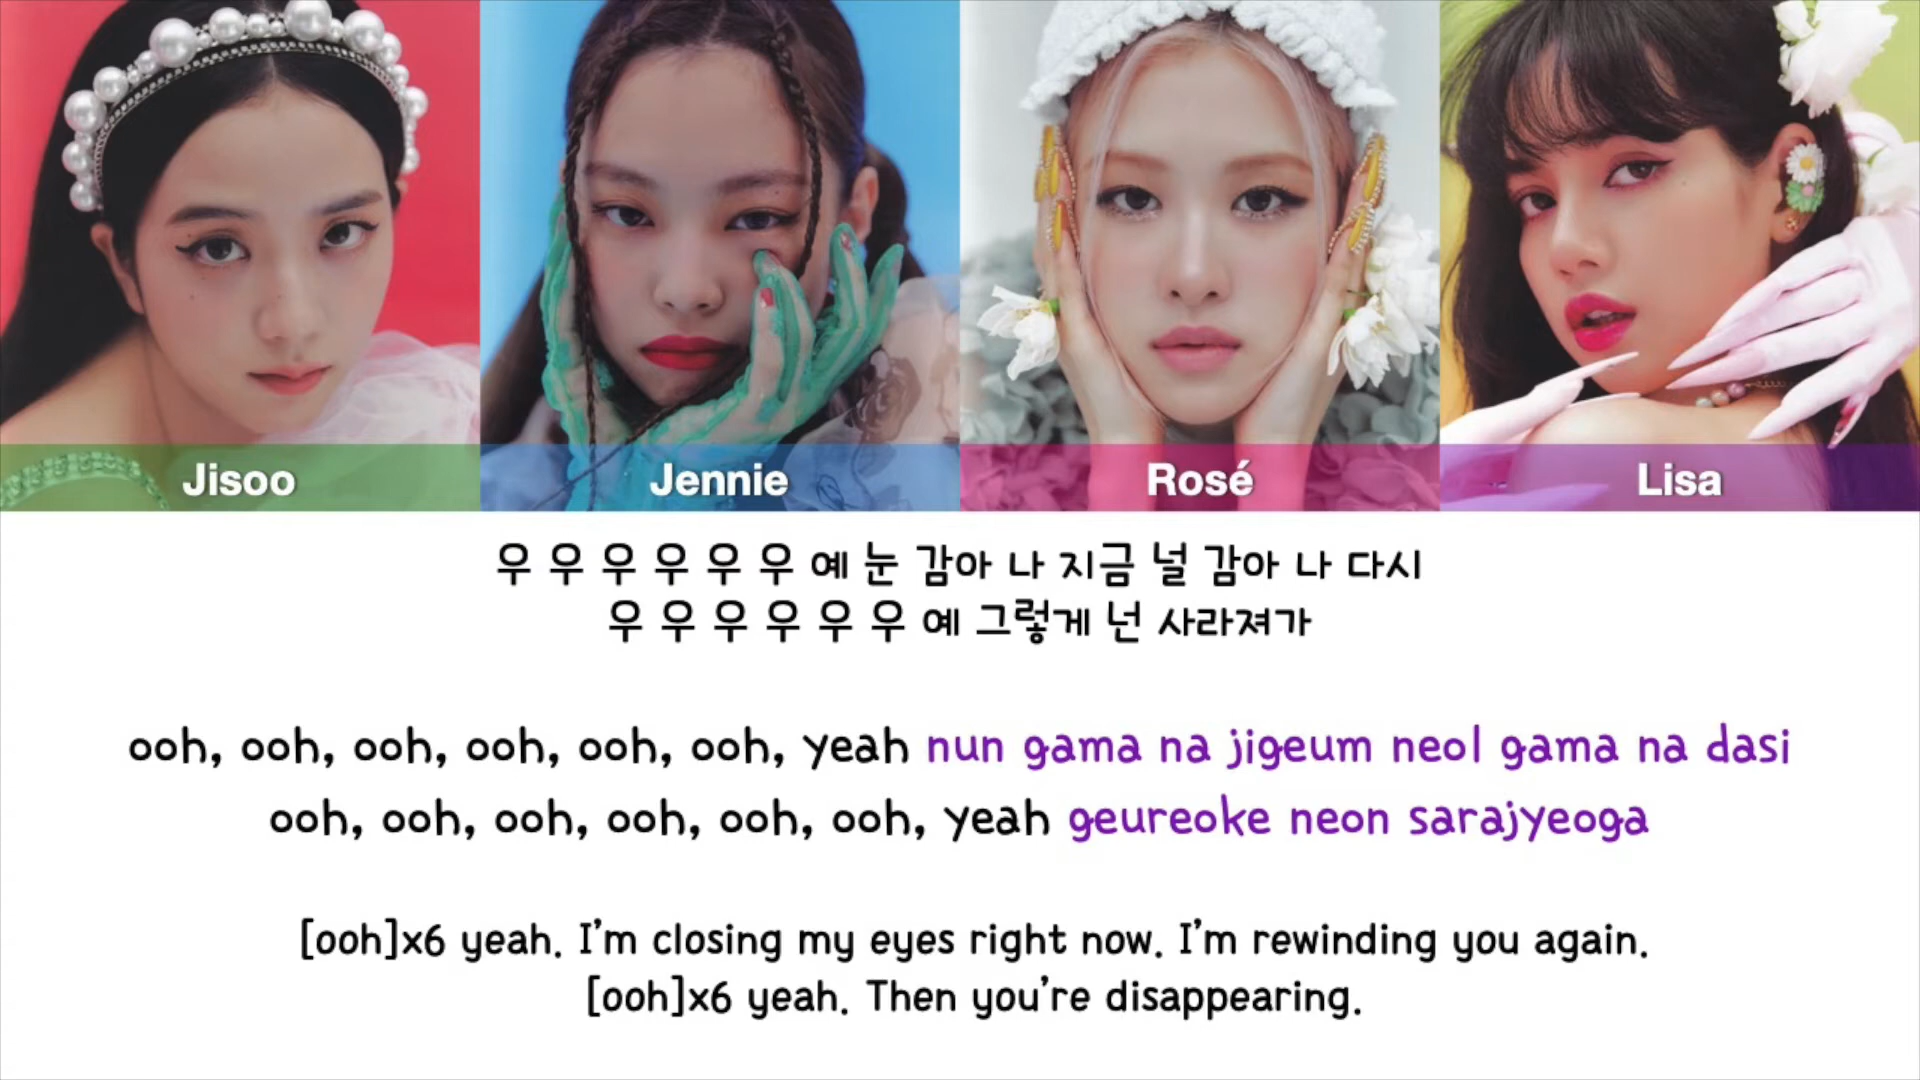 Jisoo
Jennie
Rosé
Lisa
우 우 우 우 우 우 예 눈 감아 나 지금 널 감아 나 다시
우 우 우 우 우 우 예 그렇게 넌 사라져가
ooh, ooh, ooh, ooh, ooh, ooh, yeah nun gama na jigeum neol gama na dasi
ooh, ooh, ooh, ooh, ooh, ooh, yeah geureoke neon sarajyeoga
[ooh]x6 yeah. I'm closing my eyes right now. I'm rewinding you again.
[ooh]x6 yeah. Then you're disappearing.